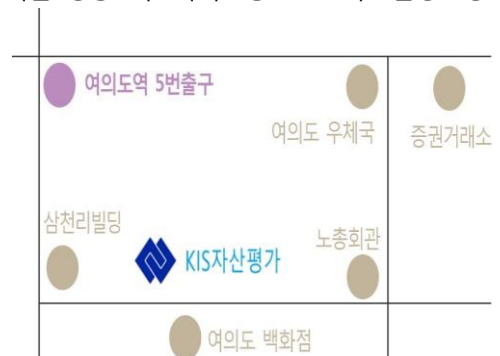 여의도역 5번출구
여의도 우체국
증권거래소
삼천리빌딩
노총회관
KIS자산평가
여의도 백화점